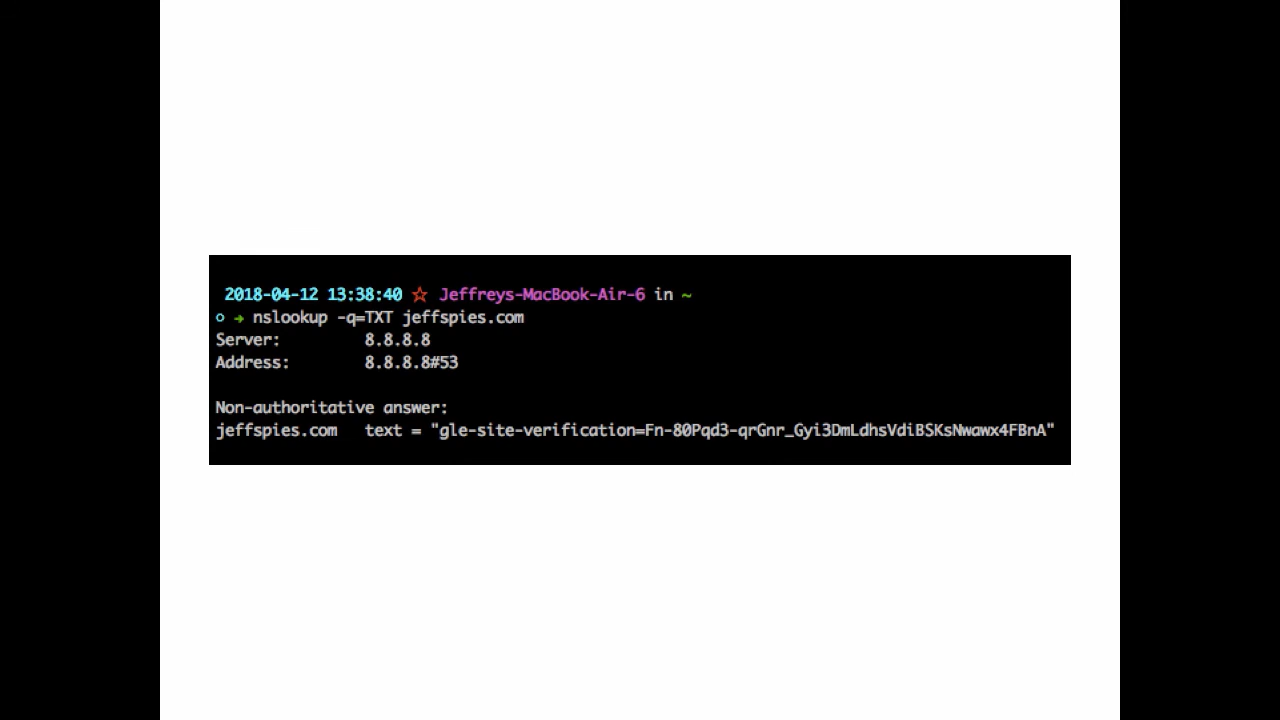 2018-04-12 13:38:40 ☆ Jeffreys-MacBook-Air-6 in ~
○ → nslookup -q=TXT jeffspies.com
Server: 8.8.8.8
Address: 8.8.8.8#53
Non-authoritative answer:
jeffspies.com text = "gle-site-verification=Fn-80Pqd3-qrGnr_Gyi3DmLdhsVdiBSKsNwawx4FBnA"